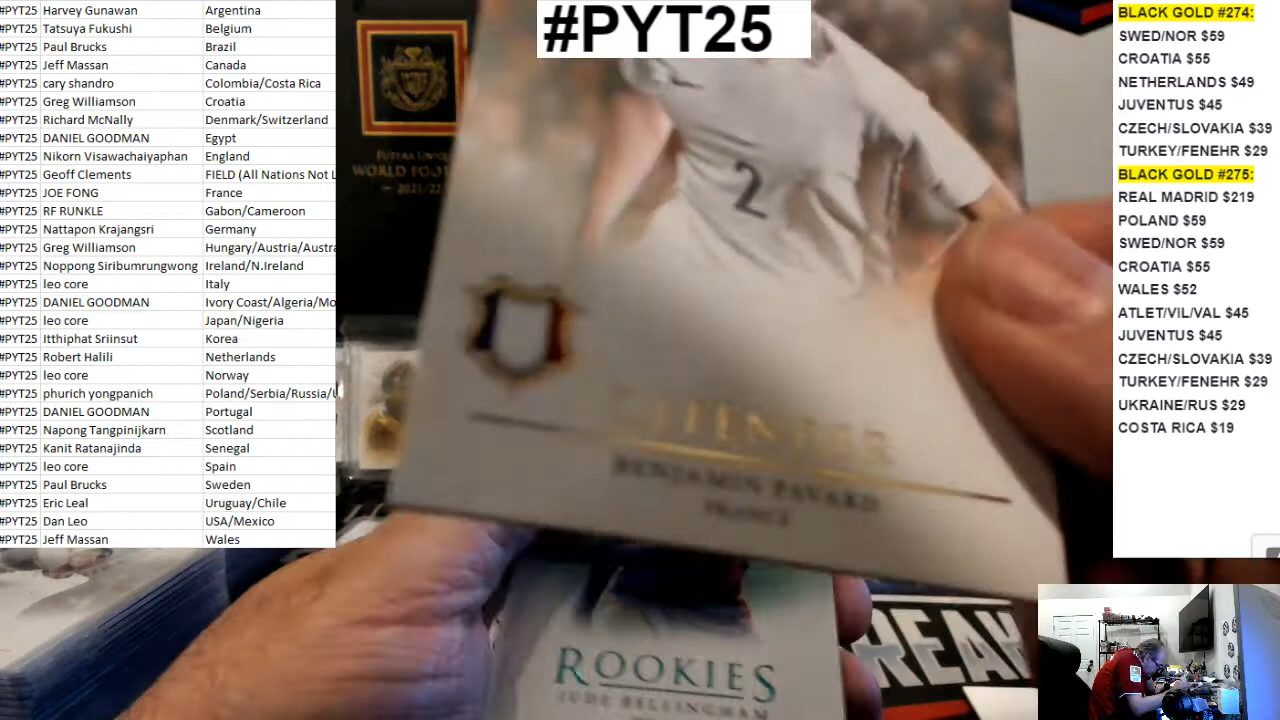 #PYT25 Harvey Gunawan Argentina
#PYT25 Tatsuya Fukushi Belgium
#PYT25 Paul Brucks Brazil
#PYT25 Jeff Massan Canada
#PYT25 cary shandro Colombia/Costa Rica
#PYT25 Greg Williamson Croatia
#PYT25 Richard McNally Denmark/Switzerland
#PYT25 DANIEL GOODMAN Egypt
#PYT25 Nikorn Visawachaiyaphan England
#PYT25 Geoff Clements FIELD (All Nations Not L
#PYT25 JOE FONG France
#PYT25 RF RUNKLE Gabon/Cameroon
#PYT25 Nattapon Krajangsri Germany
#PYT25 Greg Williamson Hungary/Austria/Austra
#PYT25 Noppong Siribumrungwong Ireland/N.Ireland
#PYT25 leo core Italy
#PYT25 DANIEL GOODMAN Ivory Coast/Algeria/Mo
#PYT25 leo core Japan/Nigeria
#PYT25 Itthiphat Sriinsut Korea
#PYT25 Robert Halili Netherlands
#PYT25 leo core Norway
#PYT25 phurich yongpanich Poland/Serbia/Russia/U
#PYT25 DANIEL GOODMAN Portugal
#PYT25 Napong Tangpinijkarn Scotland
#PYT25 Kanit Ratanajinda Senegal
#PYT25 leo core Spain
#PYT25 Paul Brucks Sweden
#PYT25 Eric Leal Uruguay/Chile
#PYT25 Dan Leo USA/Mexico
#PYT25 Jeff Massan Wales
#PYT25
FUTERA UNIQUE
WORLD FOOT
2021/22
2
BENJAMIN PAVARD
FRANCE
ROOKIES
JUDE BELLINGHAM
REAK
BLACK GOLD #274:
SWED/NOR $59
CROATIA $55
NETHERLANDS $49
JUVENTUS $45
CZECH/SLOVAKIA $39
TURKEY/FENEHR $29
BLACK GOLD #275:
REAL MADRID $219
POLAND $59
SWED/NOR $59
CROATIA $55
WALES $52
ATLET/VIL/VAL $45
JUVENTUS $45
CZECH/SLOVAKIA $39
TURKEY/FENEHR $29
UKRAINE/RUS $29
COSTA RICA $19